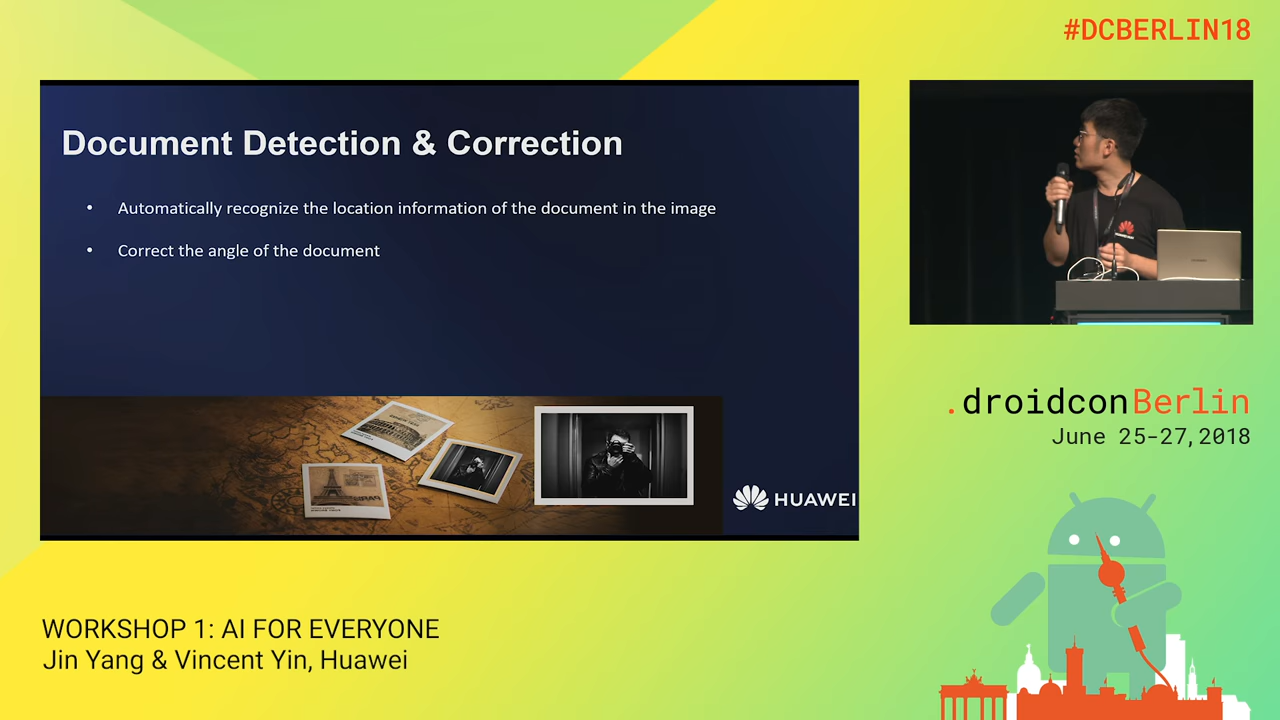 #DCBERLIN18
Document Detection & Correction
• Automatically recognize the location information of the document in the image
• Correct the angle of the document
HUAWEI
.droidconBerlin
June 25-27, 2018
WORKSHOP 1: AI FOR EVERYONE
Jin Yang & Vincent Yin, Huawei